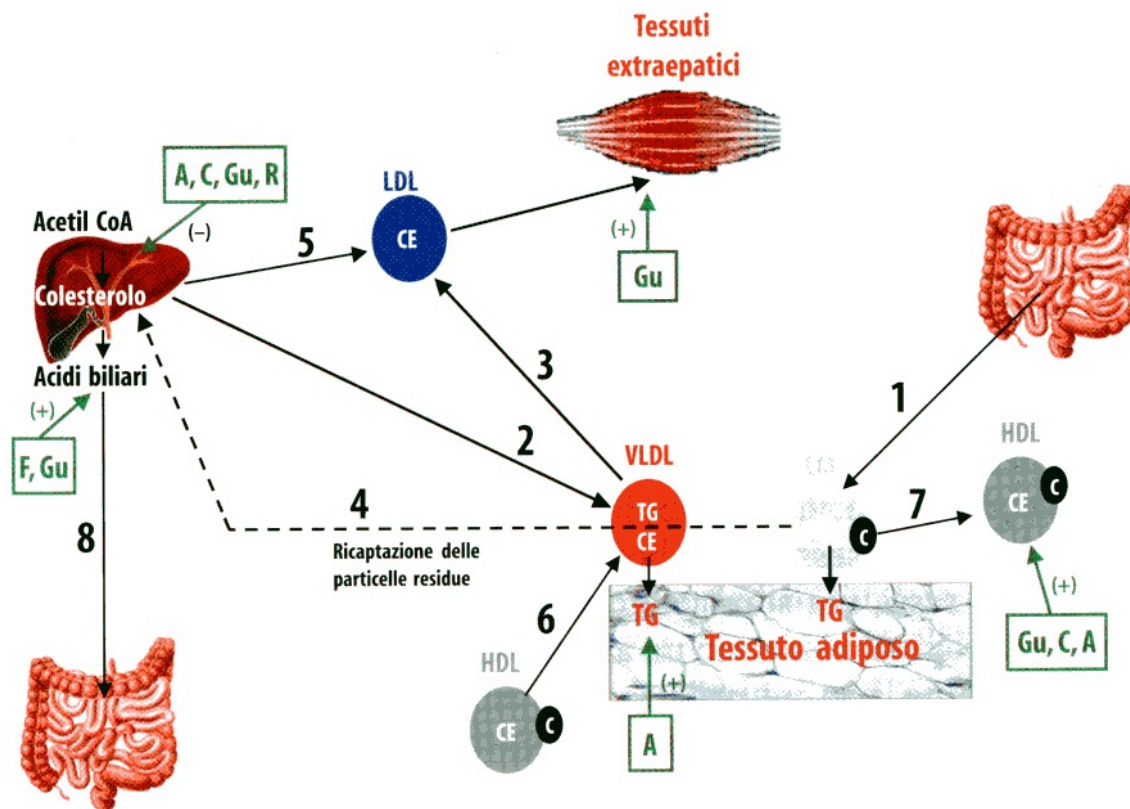 Tessuti
extraepatici
A, C, Gu, R
LDL
Acetil CoA
(–)
5
CE
(+)
Gu
Colesterolo
Acidi biliari
3
1
(+)
2
HDL
F, Gu
VLDL
CE
C
4
TG
7
8
CE
C
Ricaptazione delle
particelle residue
(+)
6
TG
TG
Gu, C, A
HDL
Tessuto adiposo
(+)
CE
C
A